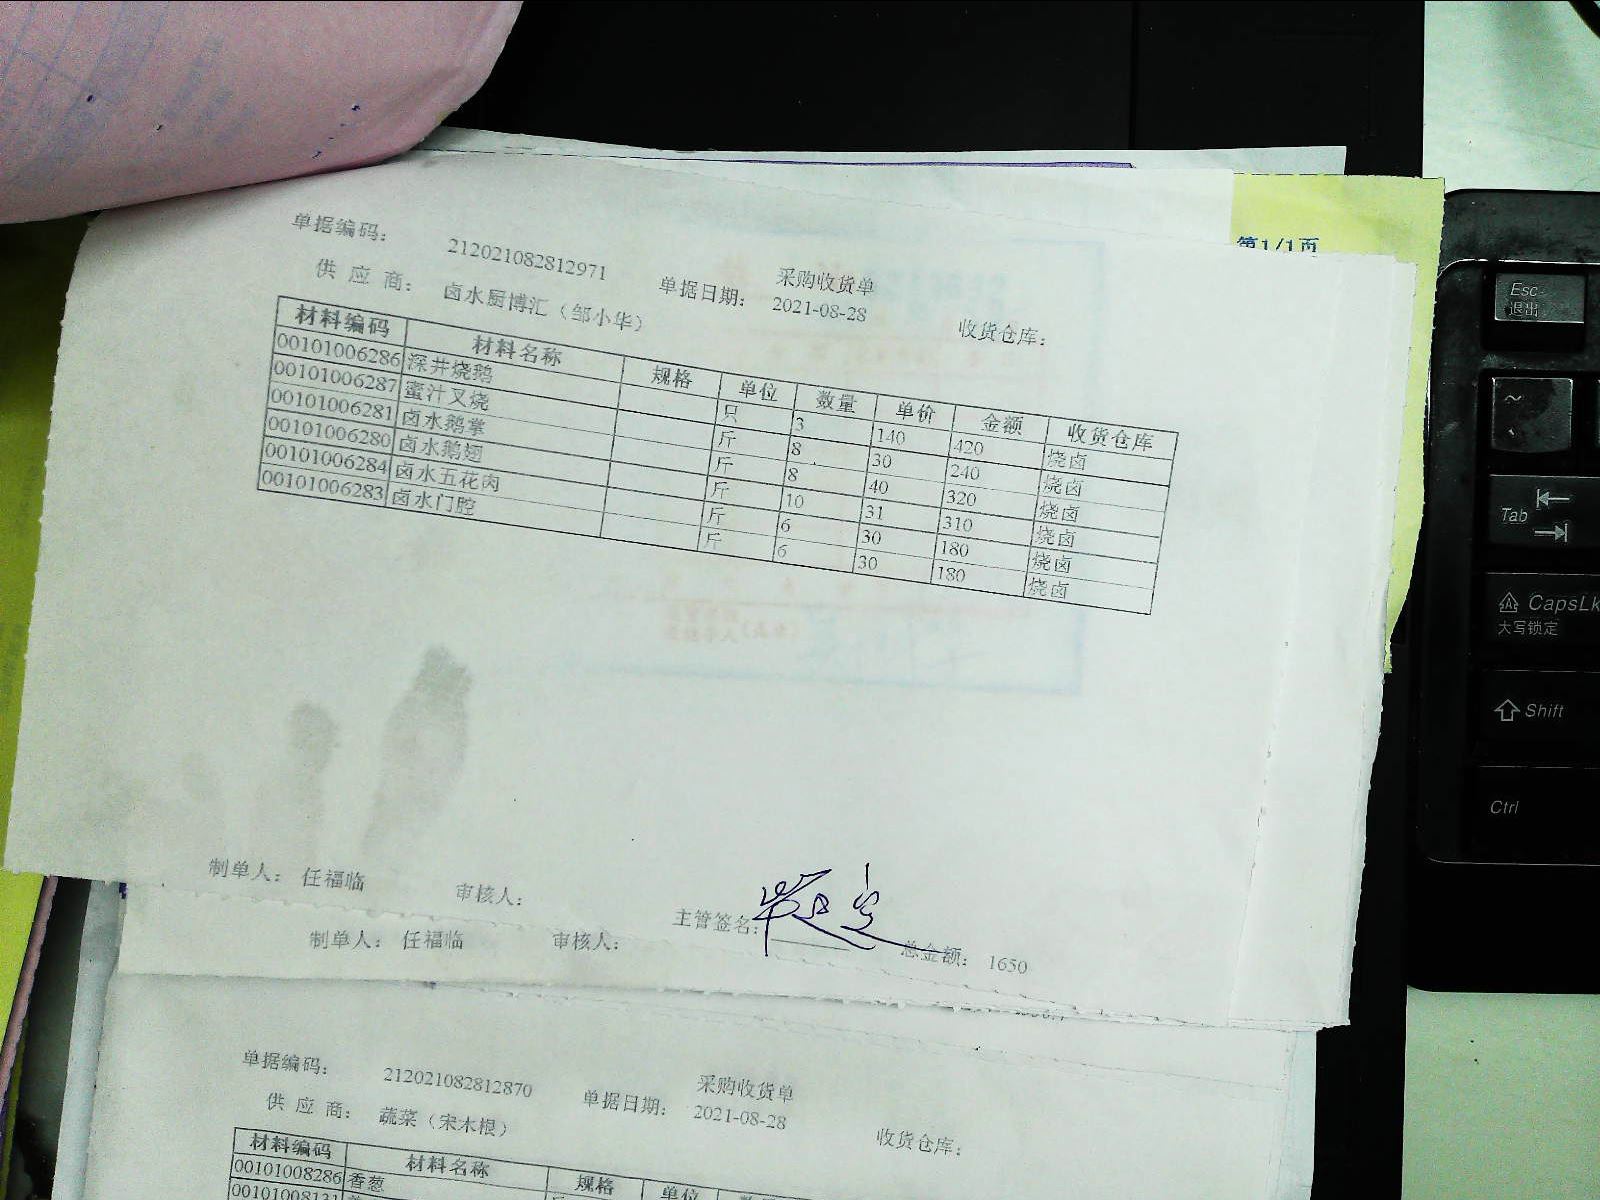 第1/1页
采购收货单
单据编码： 212021082812971 单据日期： 2021-08-28 收货仓库：
供 应 商： 卤水厨博汇（邹小华）
材料编码 材料名称 规格 单位 数量 单价 金额 收货仓库
00101006286 深井烧鹅 只 3 140 420 烧卤
00101006287 蜜汁叉烧 斤 8 30 240 烧卤
00101006281 卤水鹅掌 斤 8 40 320 烧卤
00101006280 卤水鹅翅 斤 10 31 310 烧卤
00101006284 卤水五花肉 斤 6 30 180 烧卤
00101006283 卤水门腔 斤 6 30 180 烧卤
制单人： 任福临 审核人： 主管签名： 总金额： 1650
制单人： 任福临 审核人：
采购收货单
单据编码： 212021082812870 单据日期： 2021-08-28 收货仓库：
供 应 商： 蔬菜（宋木根）
材料编码 材料名称 规格 单位
00101008286 香葱
Esc
退出
~
Tab
CapsLk
大写锁定
Shift
Ctrl